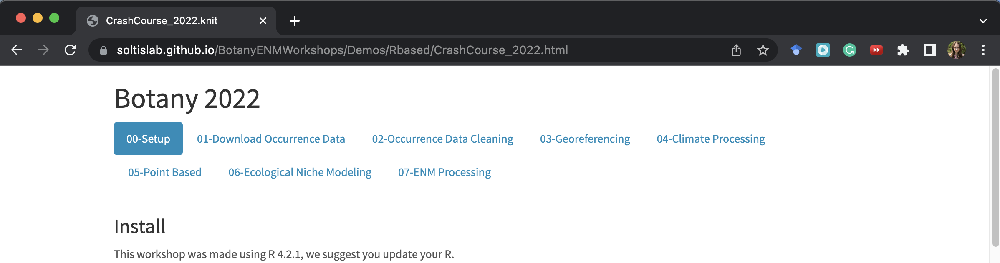 CrashCourse_2022.knit
soltislab.github.io/BotanyENMWorkshops/Demos/Rbased/CrashCourse_2022.html
Botany 2022
00-Setup 01-Download Occurrence Data 02-Occurrence Data Cleaning 03-Georeferencing 04-Climate Processing
05-Point Based 06-Ecological Niche Modeling 07-ENM Processing
Install
This workshop was made using R 4.2.1, we suggest you update your R.